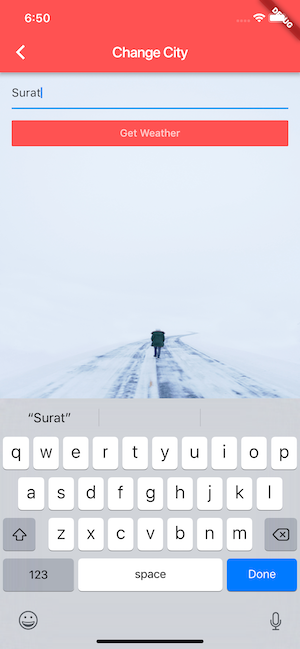 6:50
DEBUG
Change City
Surat
Get Weather
“Surat”
q w e r t y u i o p
a s d f g h j k l
z x c v b n m
123 space Done